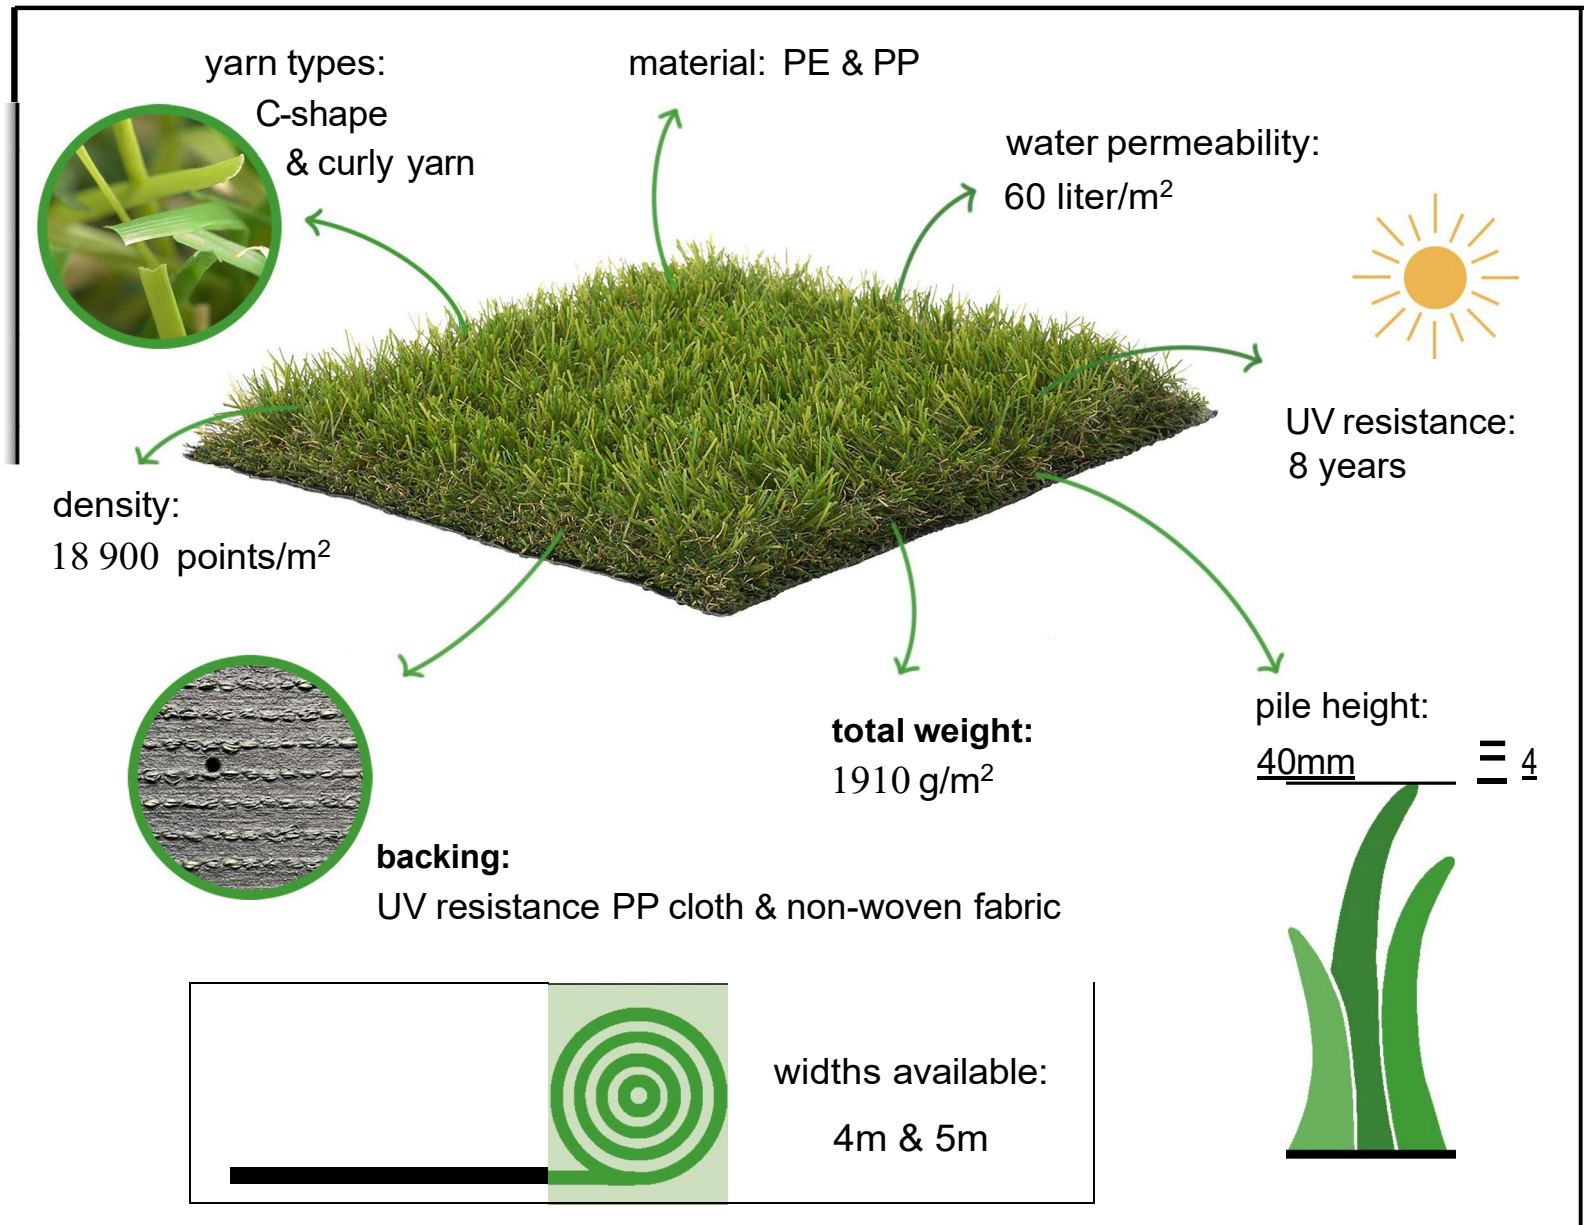 yarn types:
C-shape
& curly yarn
material: PE & PP
water permeability:
60 liter/m²
UV resistance:
8 years
density:
18 900 points/m²
total weight:
1910 g/m²
pile height:
40mm = 4
backing:
UV resistance PP cloth & non-woven fabric
widths available:
4m & 5m